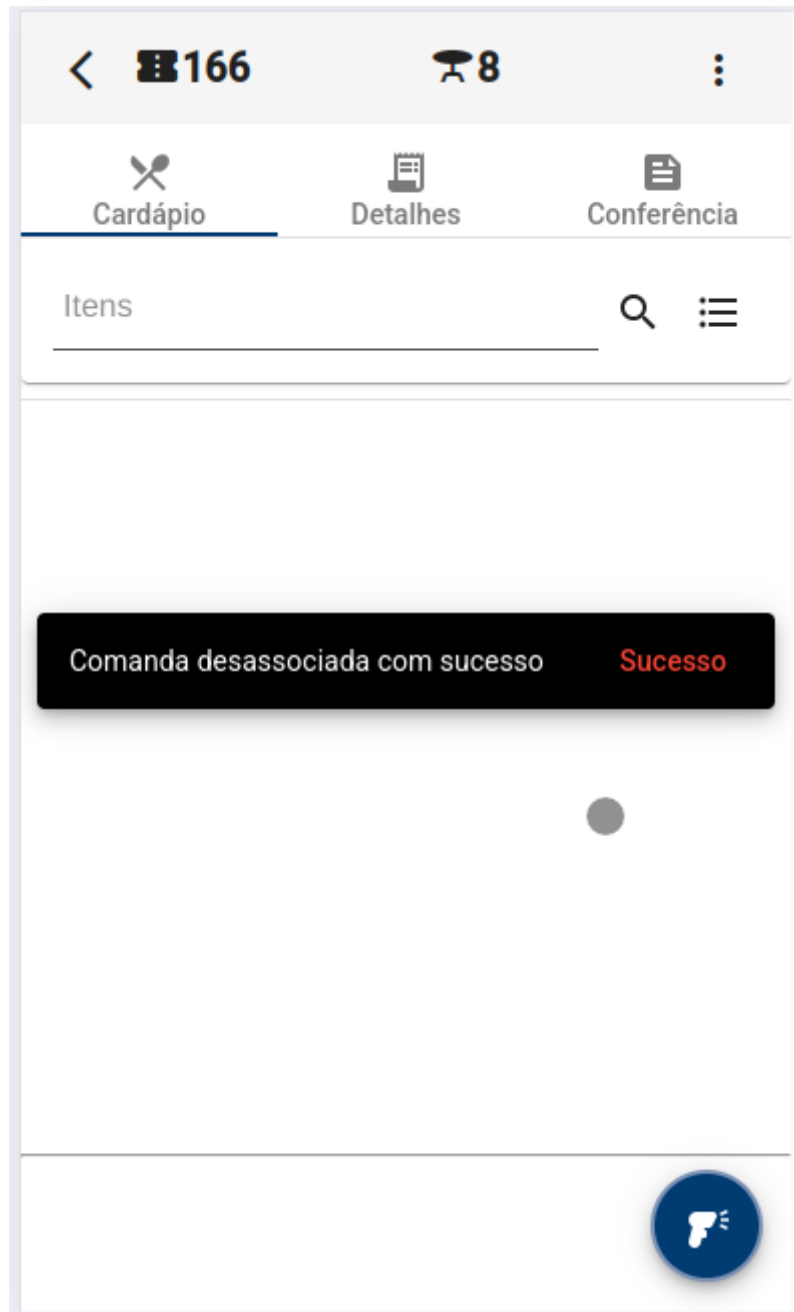 166 8
Cardápio Detalhes Conferência
Itens
Comanda desassociada com sucesso Sucesso